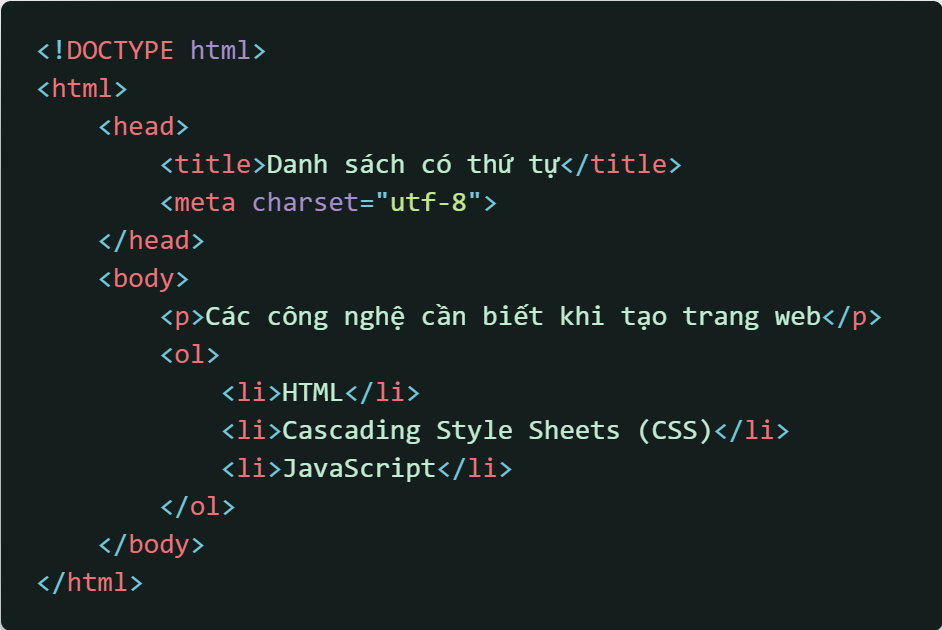 <!DOCTYPE html>
<html>
    <head>
        <title>Danh sách có thứ tự</title>
        <meta charset="utf-8">
    </head>
    <body>
        <p>Các công nghệ cần biết khi tạo trang web</p>
        <ol>
            <li>HTML</li>
            <li>Cascading Style Sheets (CSS)</li>
            <li>JavaScript</li>
        </ol>
    </body>
</html>